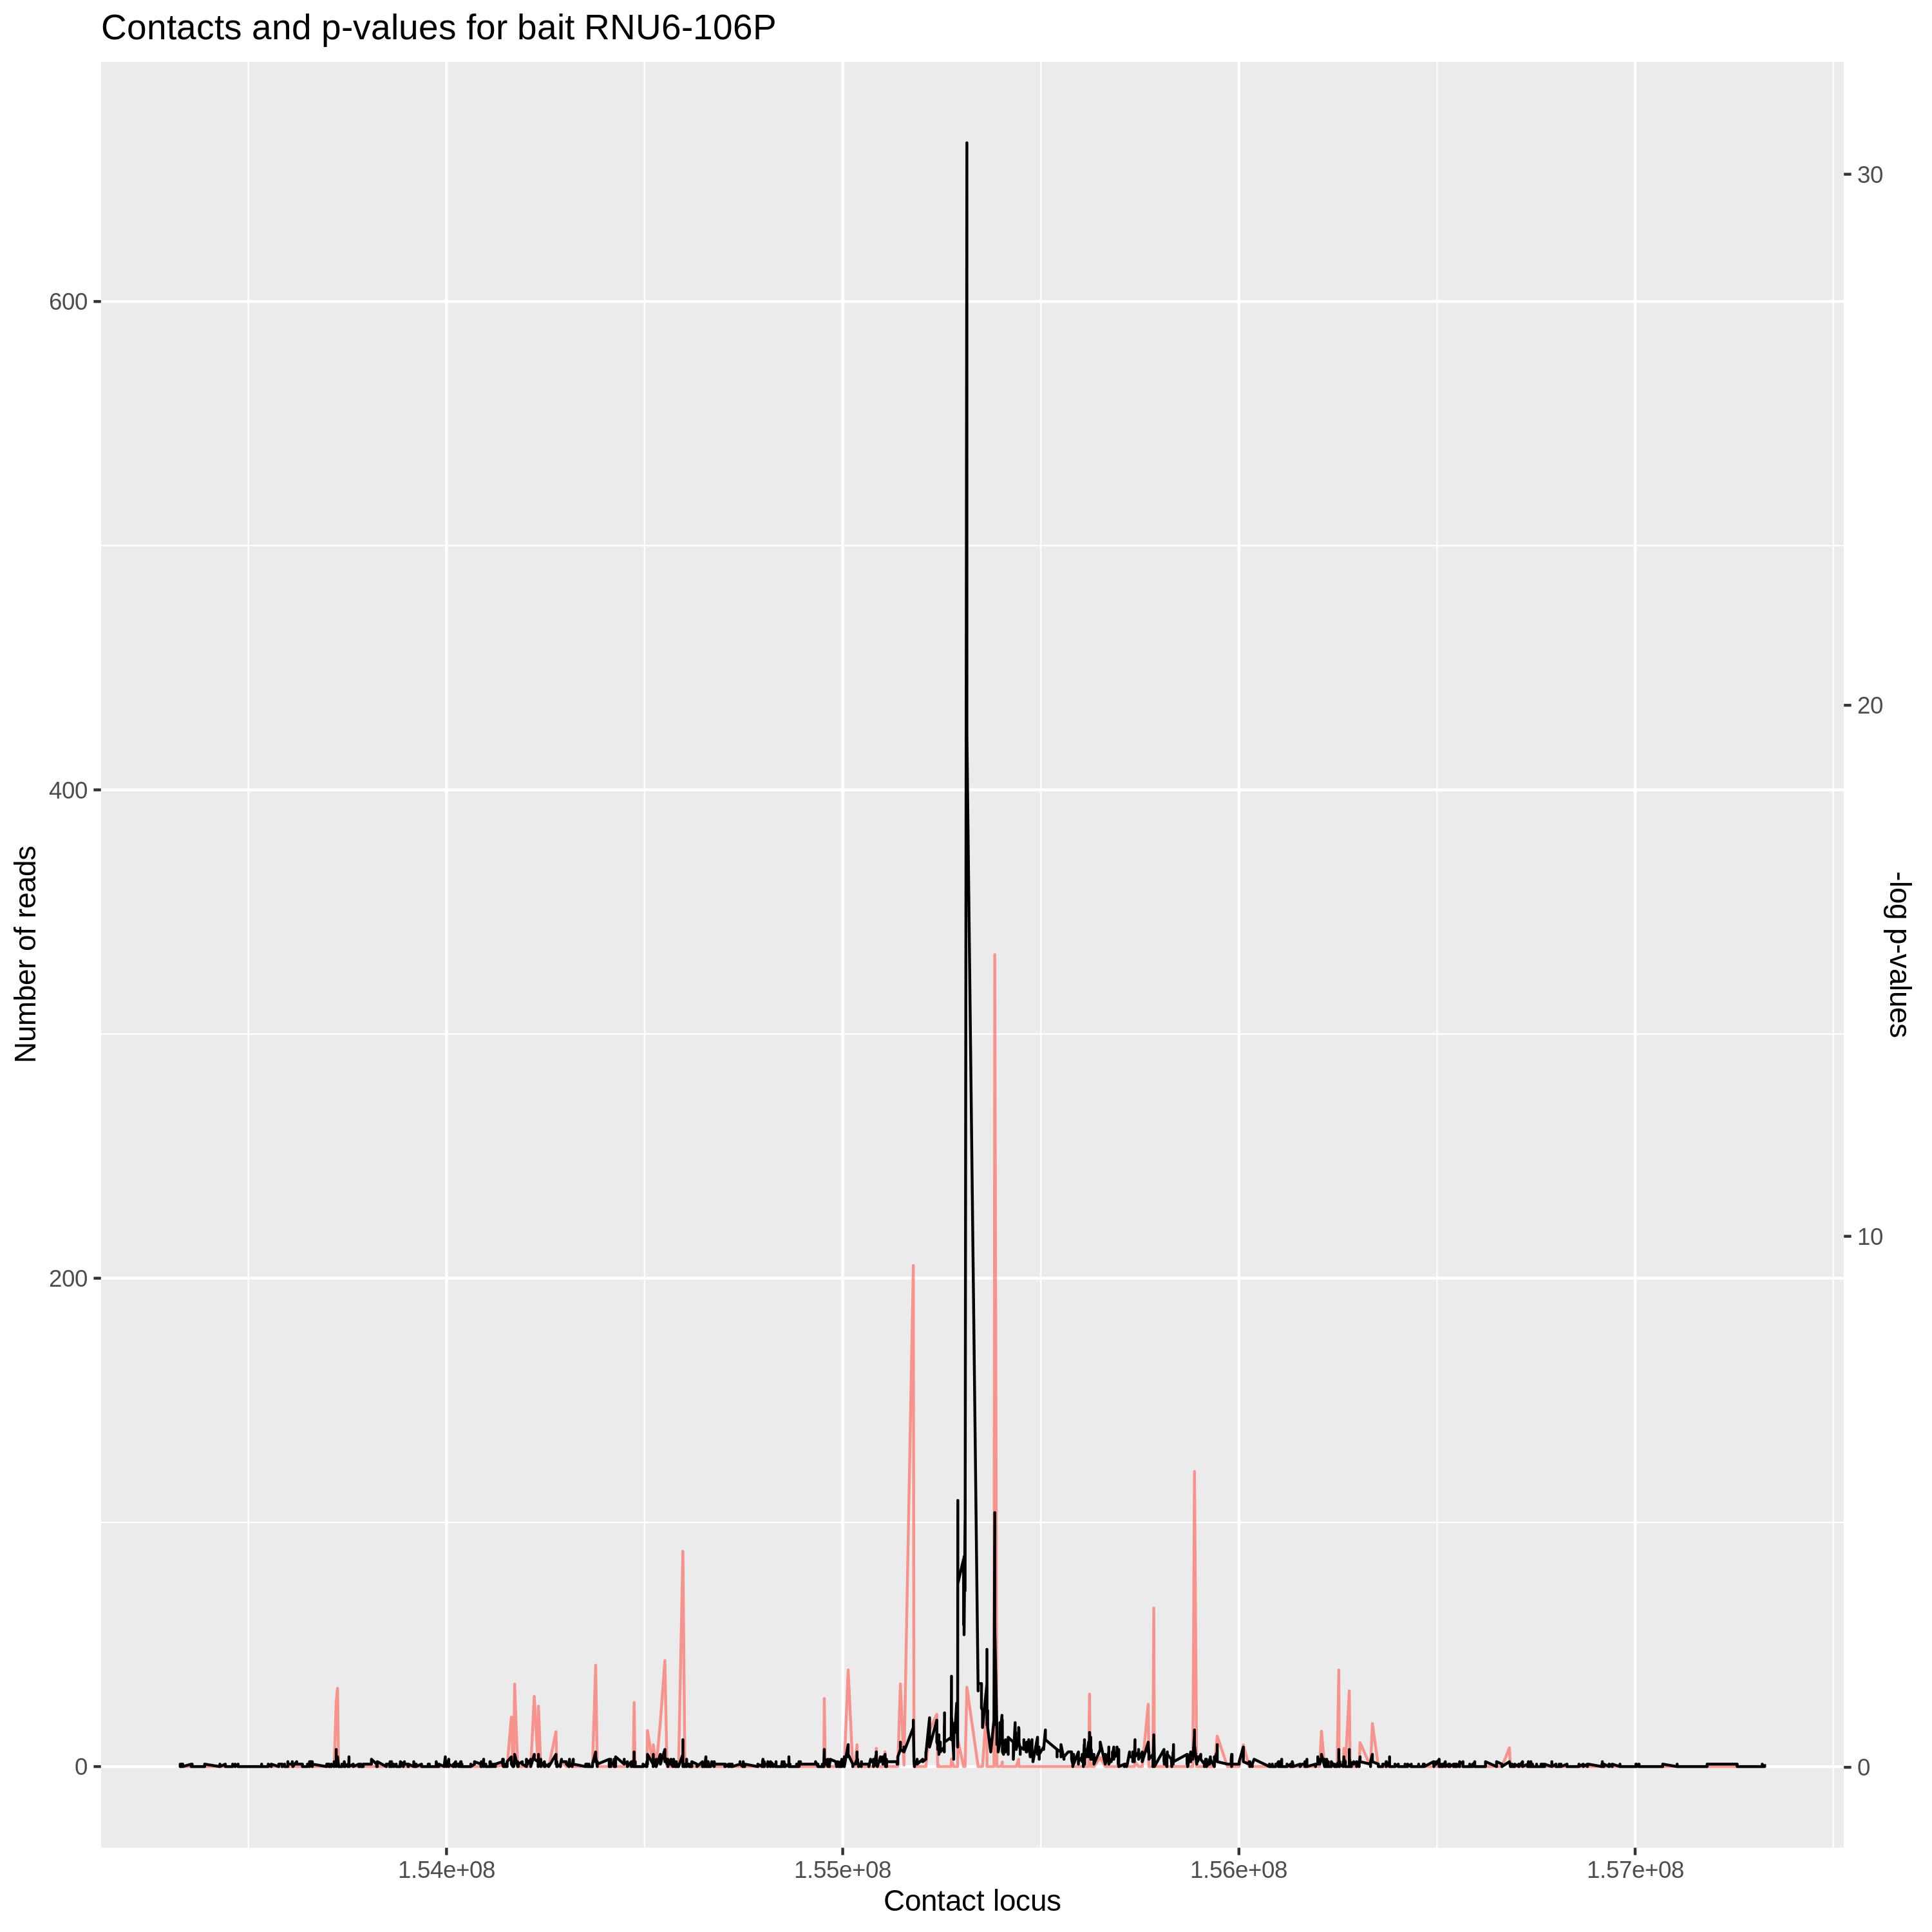 Contacts and p-values for bait RNU6-106P
600
400
200
0
30
20
10
0
Number of reads
-log p-values
1.54e+08
1.55e+08
1.56e+08
1.57e+08
Contact locus